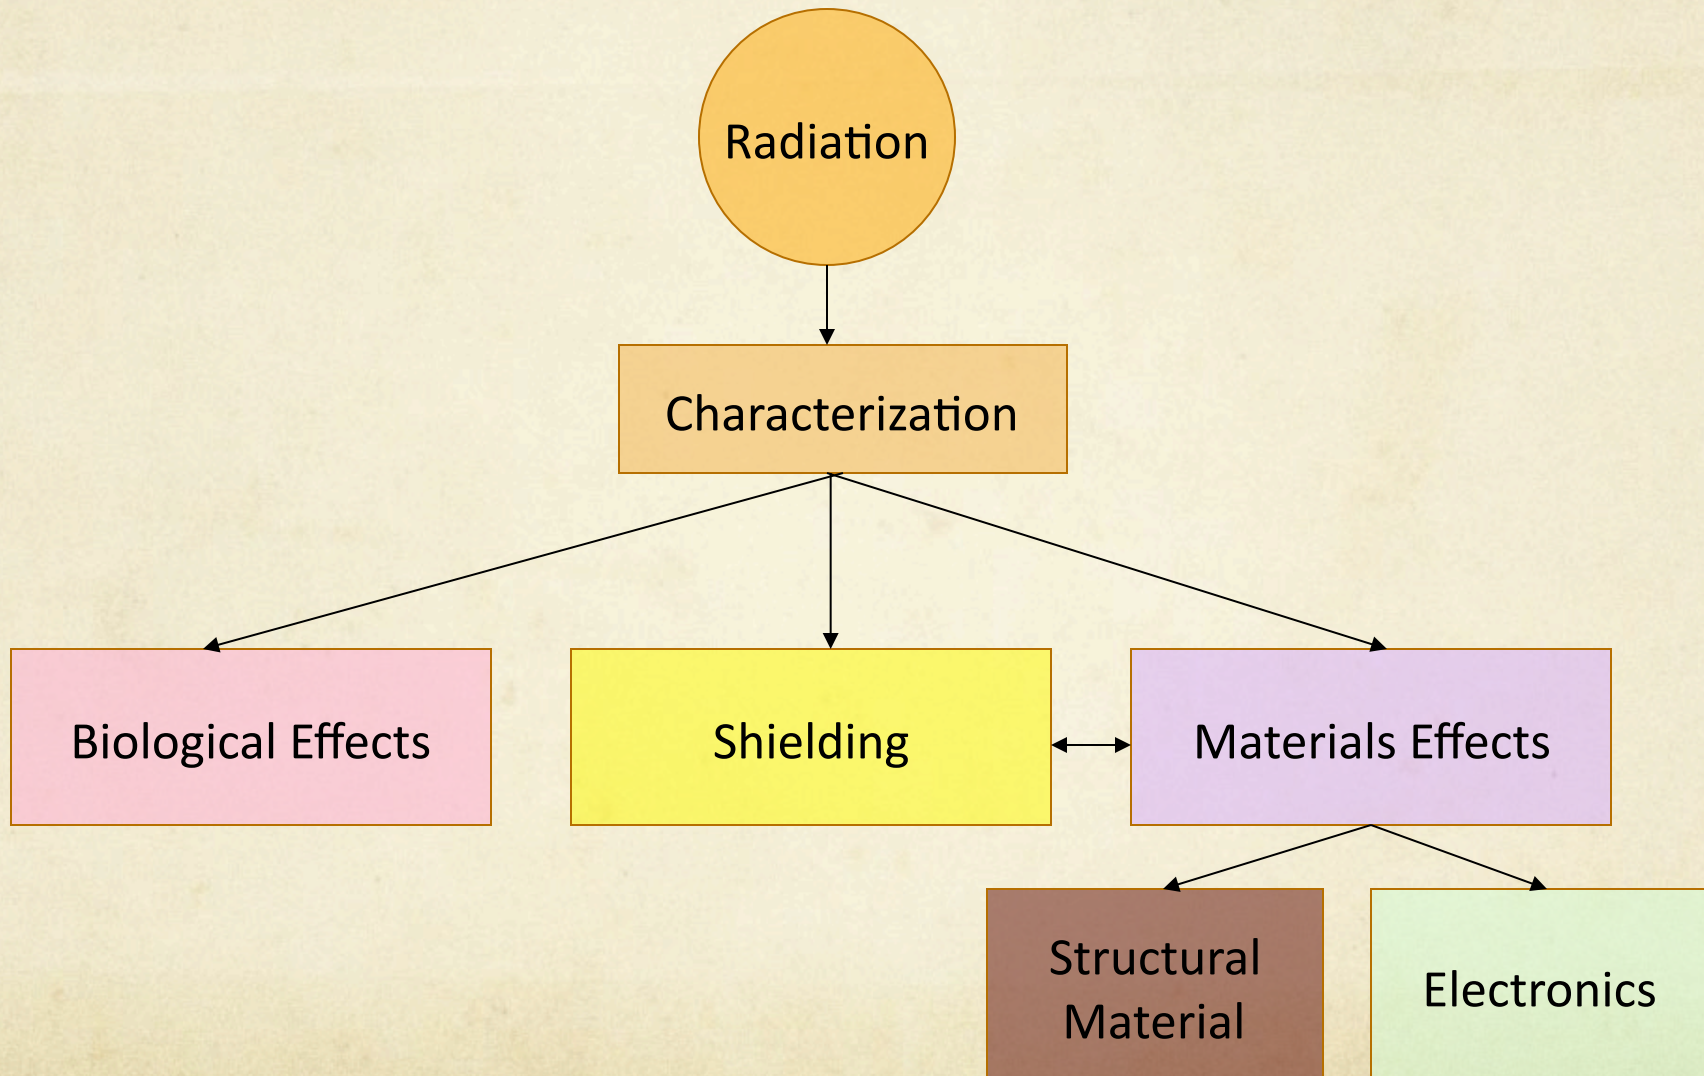 Radiation
Characterization
Biological Effects
Shielding
Materials Effects
Structural
Material
Electronics